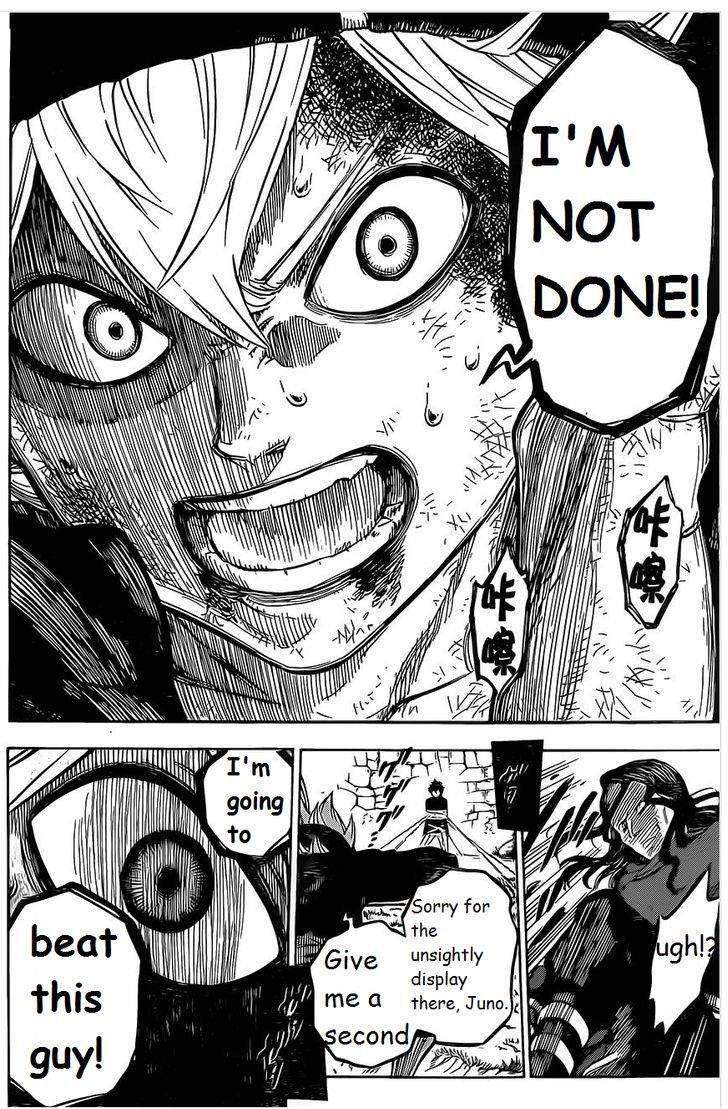 I'M
NOT
DONE!
咔
嚓
咔
嚓
ugh!?
Sorry for
the
unsightly
display
there, Juno.
Give
me a
second
I'm
going
to
beat
this
guy!